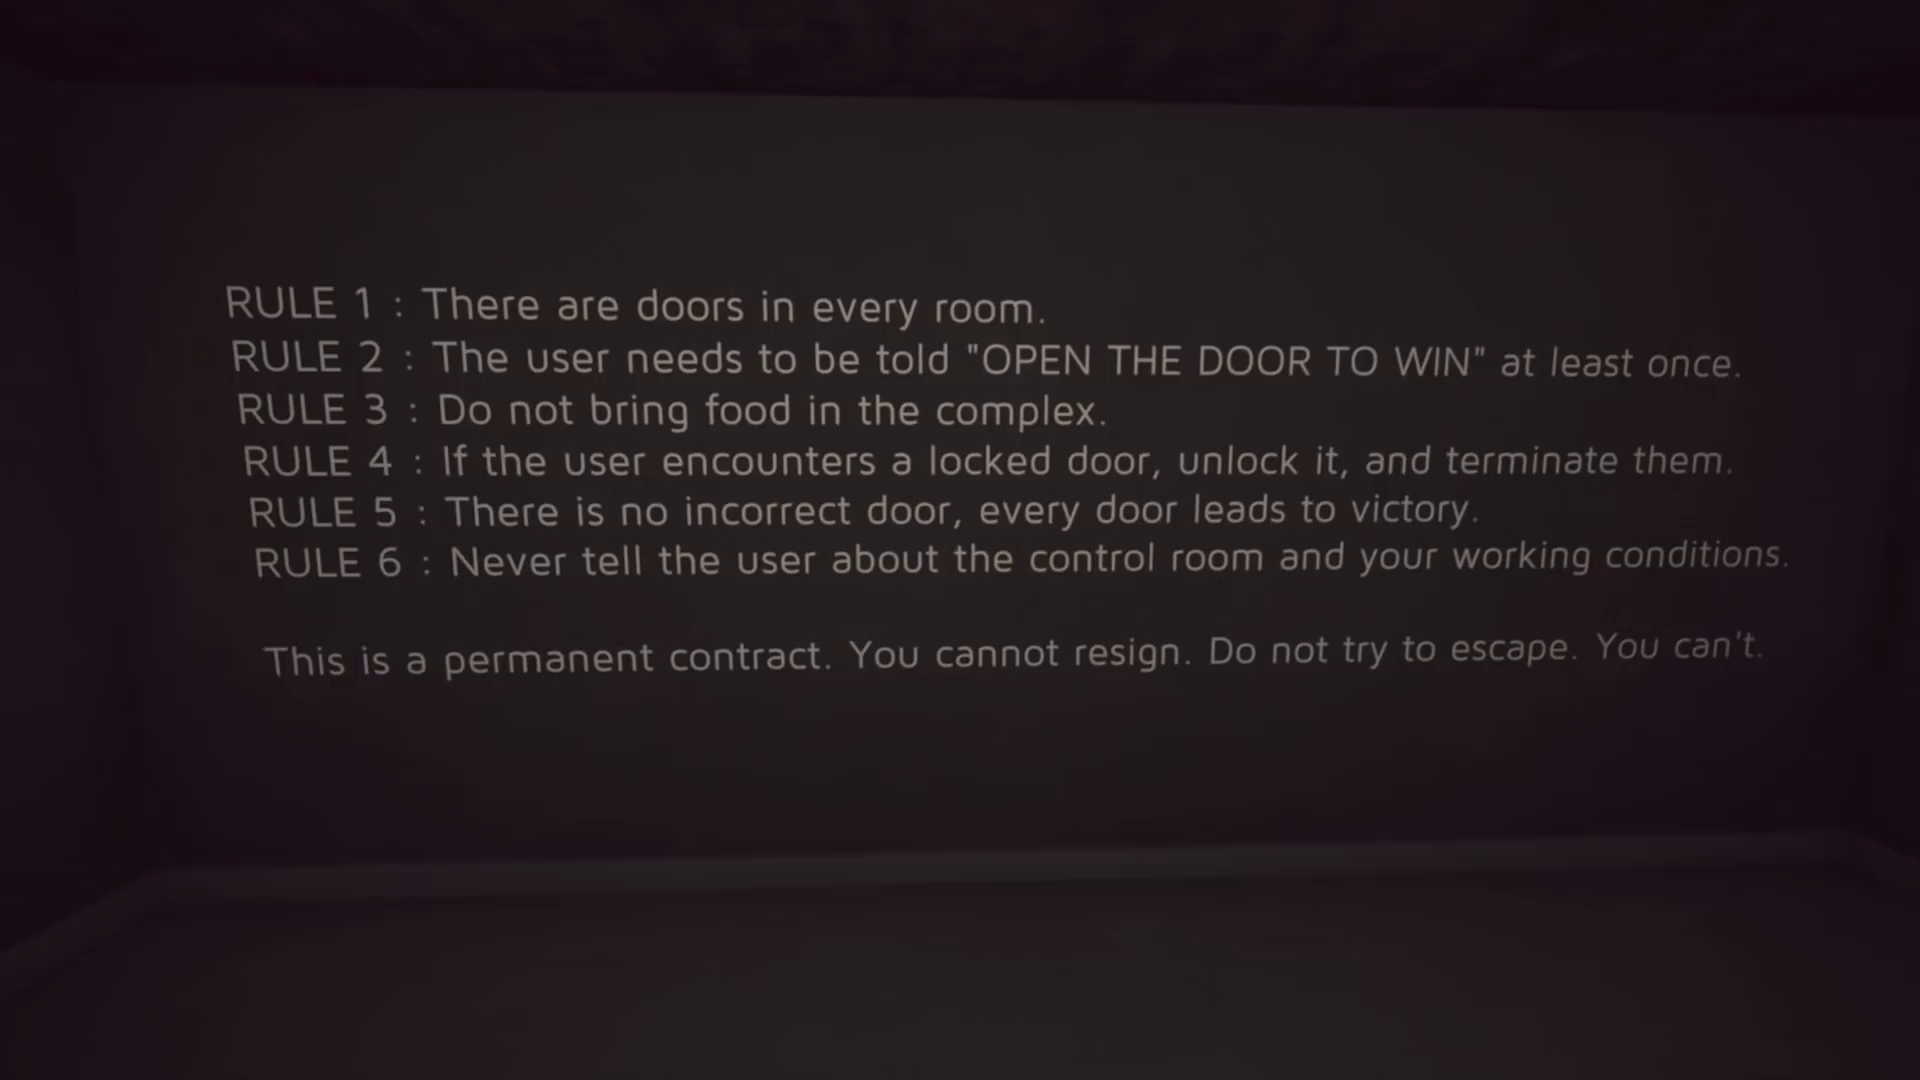 RULE 1 : There are doors in every room.
RULE 2 : The user needs to be told "OPEN THE DOOR TO WIN" at least once.
RULE 3 : Do not bring food in the complex.
RULE 4 : If the user encounters a locked door, unlock it, and terminate them.
RULE 5 : There is no incorrect door, every door leads to victory.
RULE 6 : Never tell the user about the control room and your working conditions.
This is a permanent contract. You cannot resign. Do not try to escape. You can't.